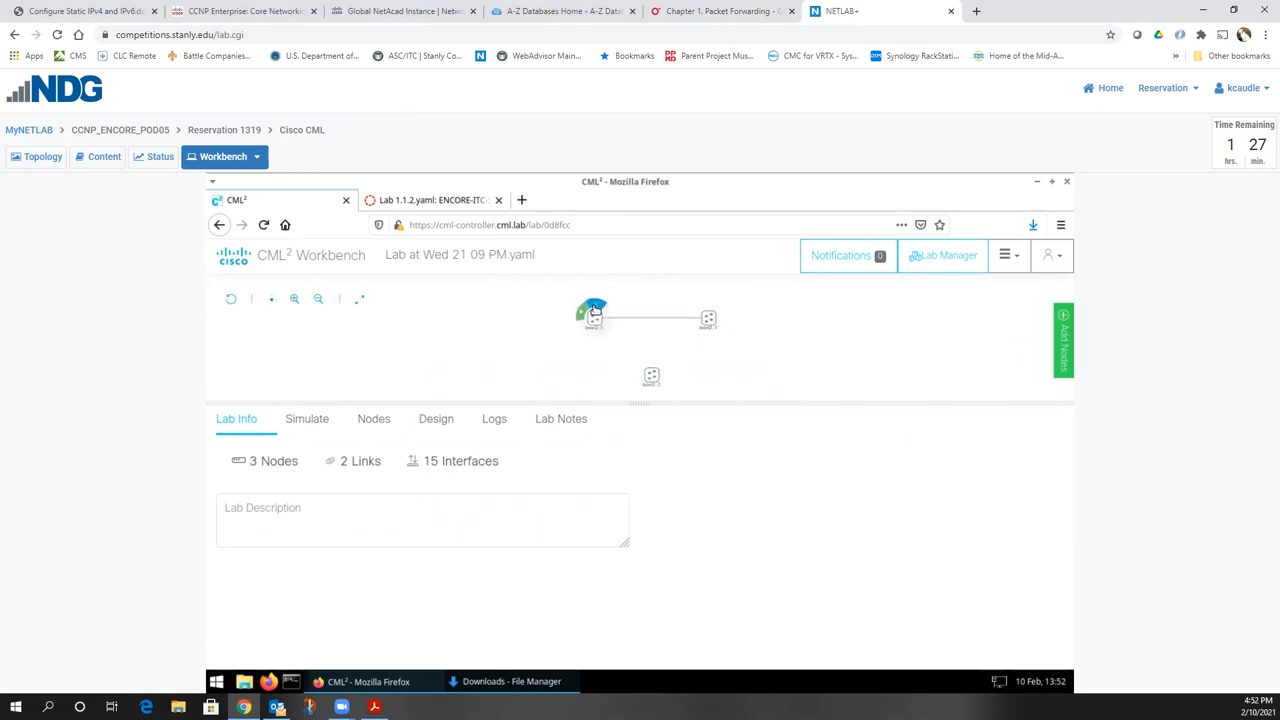 Configure Static IPv4 and IPv6.do
CCNP Enterprise: Core Networkin
Global NetAcad Instance | Netwo
A-Z Databases Home - A-Z Datab
Chapter 1. Packet Forwarding - C
NETLAB+
competitions.stanly.edu/lab.cgi
Apps
CMS
CLC Remote
Battle Companies...
U.S. Department of...
ASC/ITC | Stanly Co...
WebAdvisor Main...
Bookmarks
Parent Project Mus...
CMC for VRTX - Sys...
Synology RackStati...
Home of the Mid-A...
»
Other bookmarks
NDG
Home
Reservation
kcaudle
MyNETLAB > CCNP_ENCORE_POD05 > Reservation 1319 > Cisco CML
Time Remaining
1 27
hrs. min.
Topology
Content
Status
Workbench
CML² - Mozilla Firefox
CML²
Lab 1.1.2.yaml: ENCORE-ITC-
https://cml-controller.cml.lab/lab/0d8fcc
CISCO
CML² Workbench
Lab at Wed 21 09 PM.yaml
Notifications 0
Lab Manager
Add Nodes
Lab Info
Simulate
Nodes
Design
Logs
Lab Notes
3 Nodes
2 Links
15 Interfaces
Lab Description
CML² - Mozilla Firefox
Downloads - File Manager
10 Feb, 13:52
4:52 PM
2/10/2021